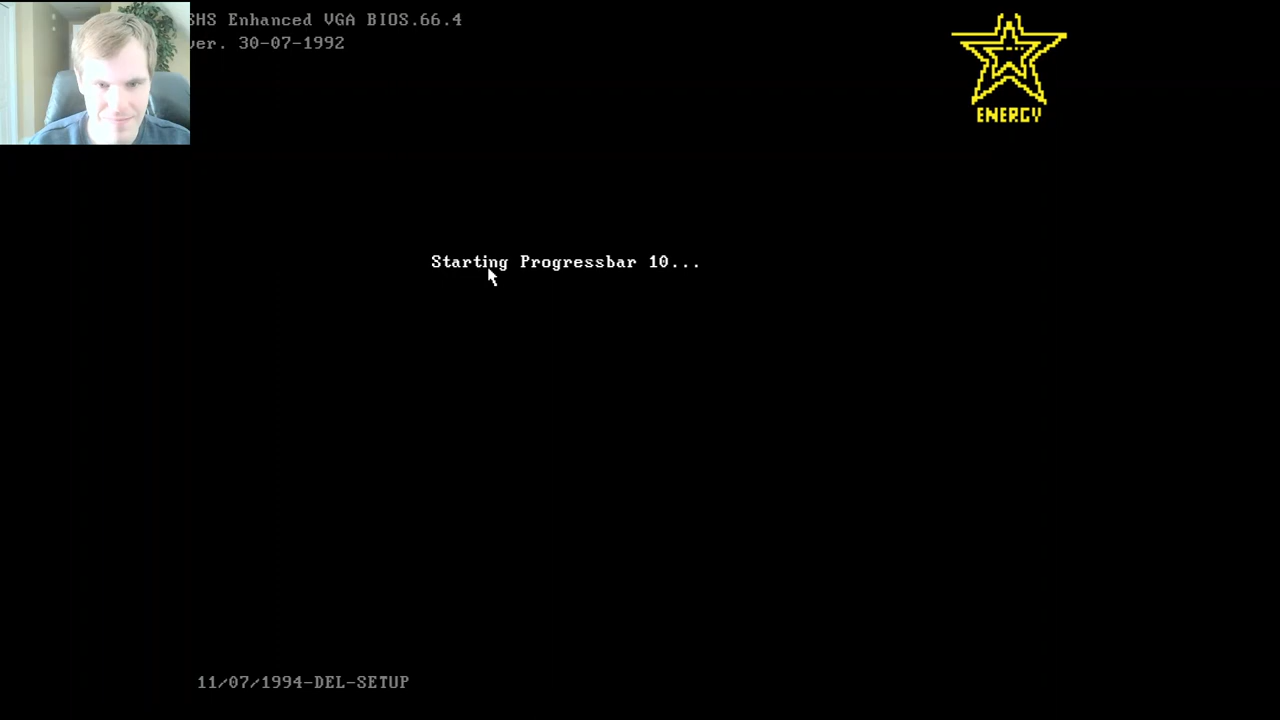 SHS Enhanced VGA BIOS.66.4
ver. 30-07-1992
ENERGY
Starting Progressbar 10...
11/07/1994-DEL-SETUP